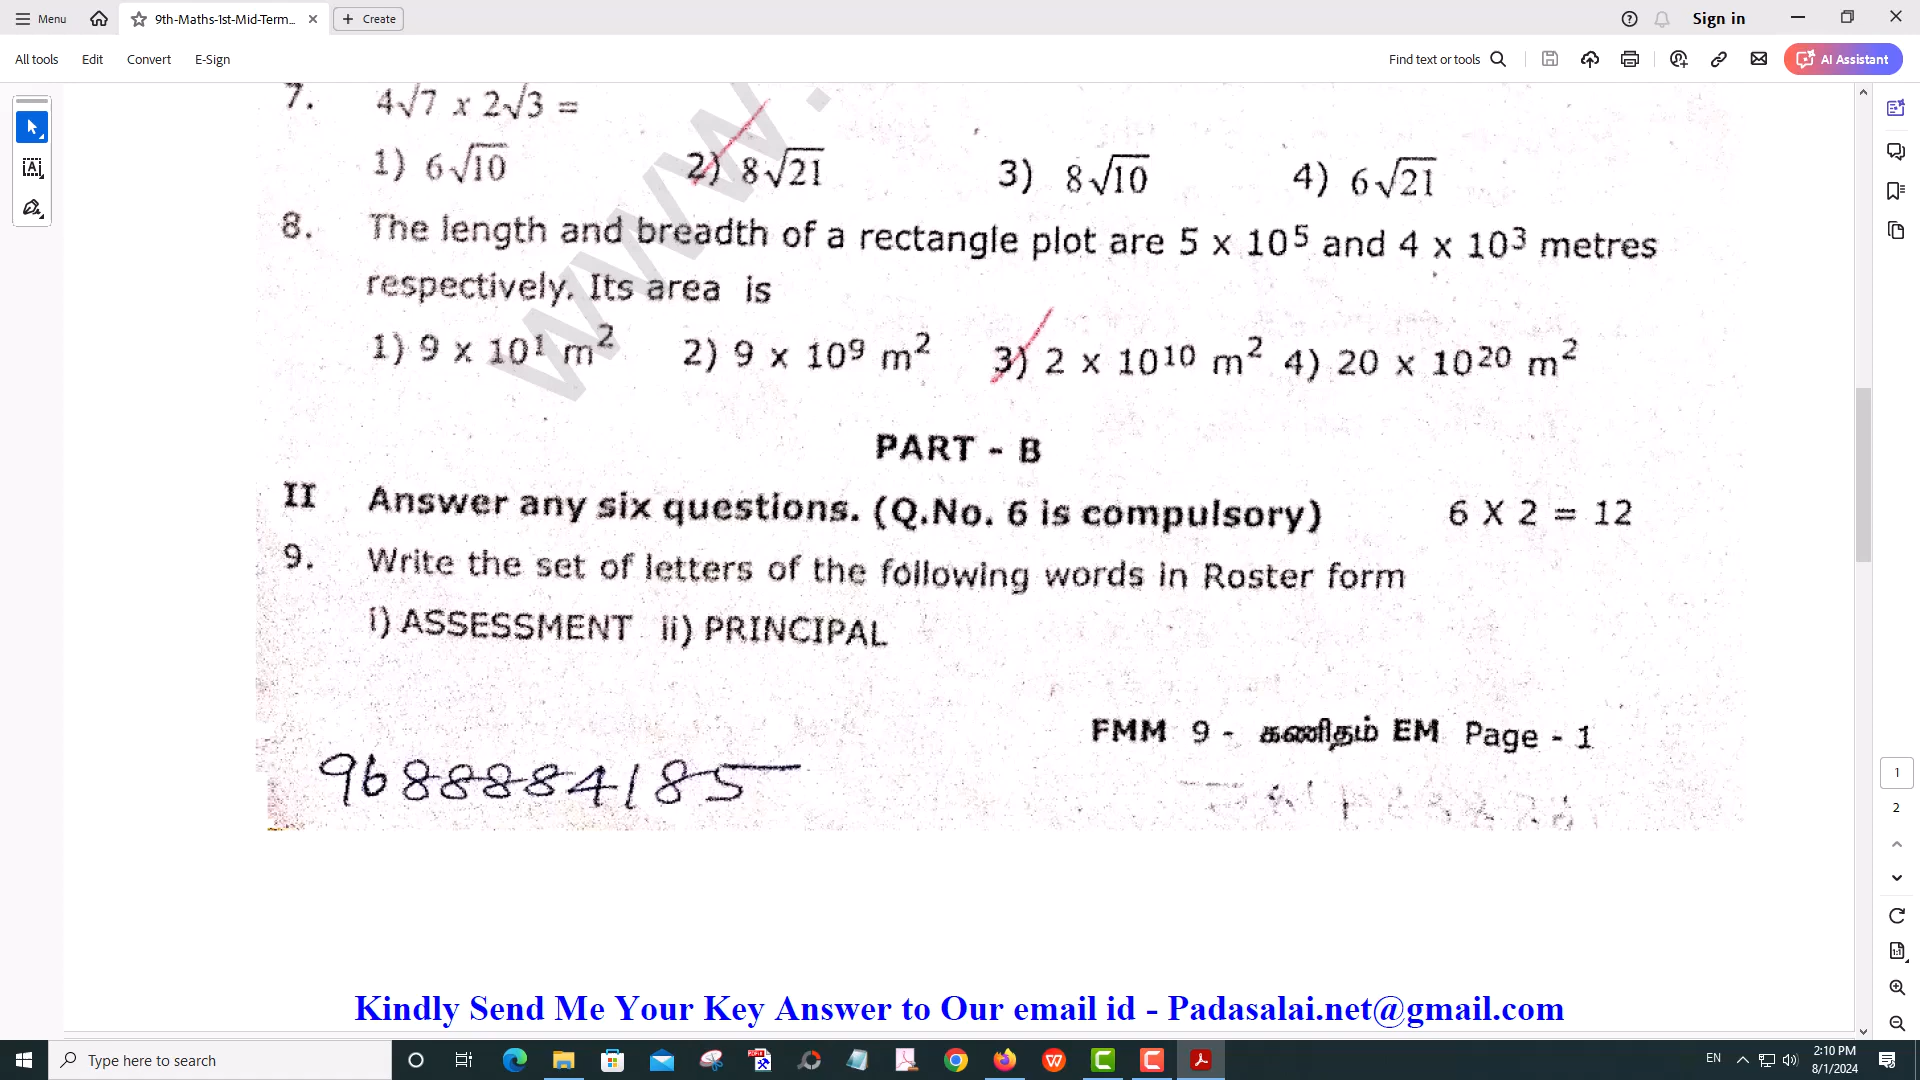 Menu
9th-Maths-1st-Mid-Term...
Create
Sign in
All tools
Edit
Convert
E-Sign
Find text or tools
AI Assistant
7. 4√7 x 2√3 =
1) 6√10 2) 8√21 3) 8√10 4) 6√21
8. The length and breadth of a rectangle plot are 5 x 10⁵ and 4 x 10³ metres
respectively. Its area is
1) 9 x 10¹ m² 2) 9 x 10⁹ m² 3) 2 x 10¹⁰ m² 4) 20 x 10²⁰ m²
www.
PART - B
II Answer any six questions. (Q.No. 6 is compulsory) 6 X 2 = 12
9. Write the set of letters of the following words in Roster form
i) ASSESSMENT ii) PRINCIPAL
FMM 9 - கணிதம் EM Page - 1
9688884185
Kindly Send Me Your Key Answer to Our email id - Padasalai.net@gmail.com
1
2
Type here to search
EN
2:10 PM
8/1/2024